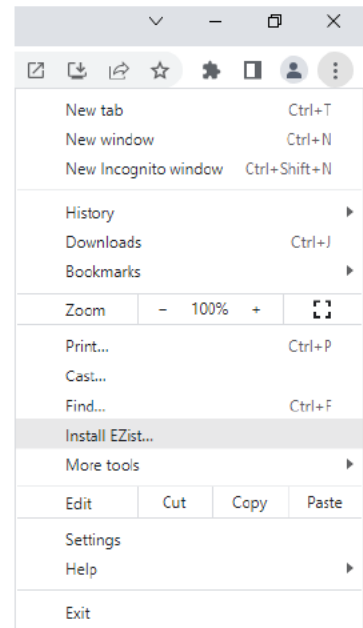 New tab Ctrl+T
New window Ctrl+N
New Incognito window Ctrl+Shift+N
History
Downloads Ctrl+J
Bookmarks
Zoom − 100% +
Print... Ctrl+P
Cast...
Find... Ctrl+F
Install EZist...
More tools
Edit Cut Copy Paste
Settings
Help
Exit